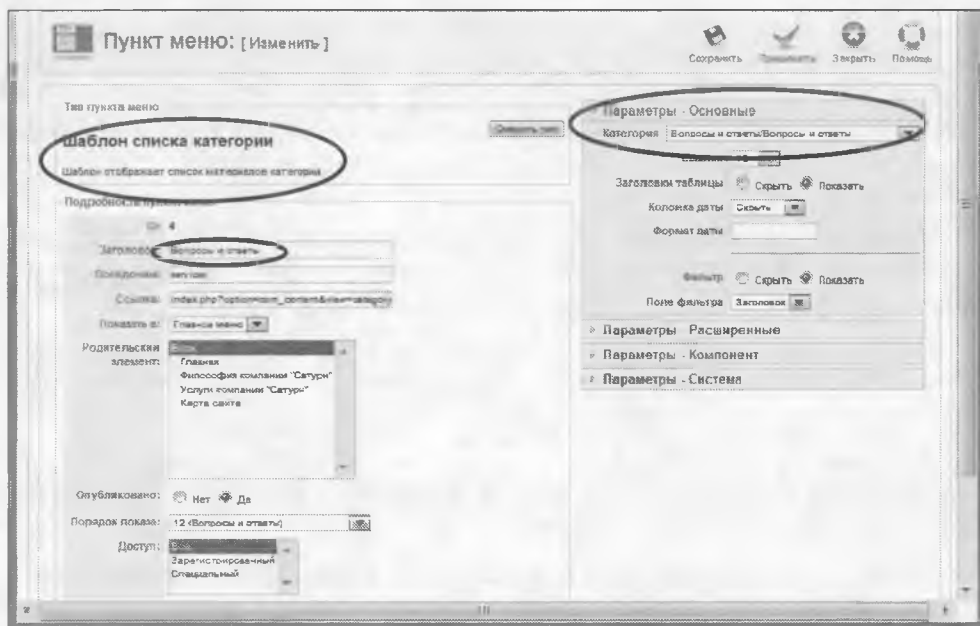 Пункт меню: [Изменить]
Сохранить Применить Закрыть Помощь
Тип пункта меню
Шаблон списка категории
Шаблон отображает список материалов категории
Подробности
4
Заголовок: Вопросы и ответы
Псевдоним: services
Ссылка: index.php?option=com_content&view=category
Показать в: Главное меню
Родительский элемент:
Главная
Философия компании "Сатурн"
Услуги компании "Сатурн"
Карта сайта
Опубликовано: Нет Да
Порядок показа: 12 (Вопросы и ответы)
Доступ:
Зарегистрированный
Специальный
Параметры - Основные
Категория Вопросы и ответы/Вопросы и ответы
Заголовки таблицы Скрыть Показать
Колонка даты Скрыть
Формат даты
Фильтр Скрыть Показать
Поле фильтра Заголовок
Параметры - Расширенные
Параметры - Компонент
Параметры - Система